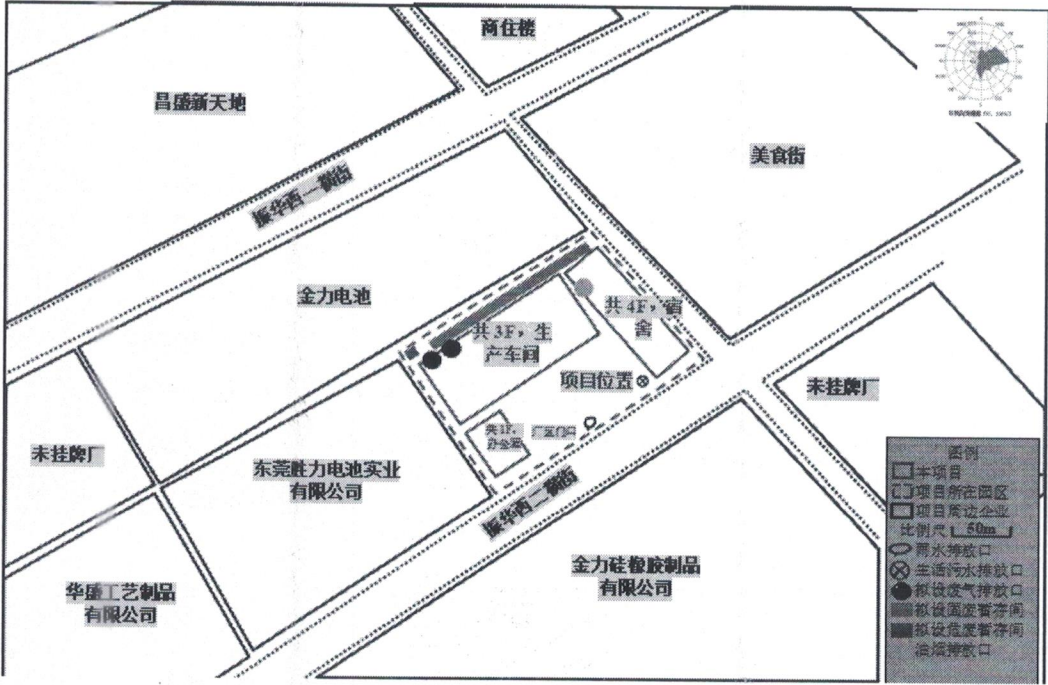 商住楼
昌盛新天地
美食街
振华西一横街
金力电池
共 4F，宿
舍
共 3F，生
产车间
项目位置
未挂牌厂
共 1F,
办公室
厂区门口
未挂牌厂
东莞胜力电池实业
有限公司
振华西二横街
金力硅橡胶制品
有限公司
华盛工艺制品
有限公司
图例
本项目
项目所在园区
项目周边企业
比例尺 50m
雨水排放口
生活污水排放口
拟设废气排放口
拟设固废暂存间
拟设危废暂存间
油烟排放口